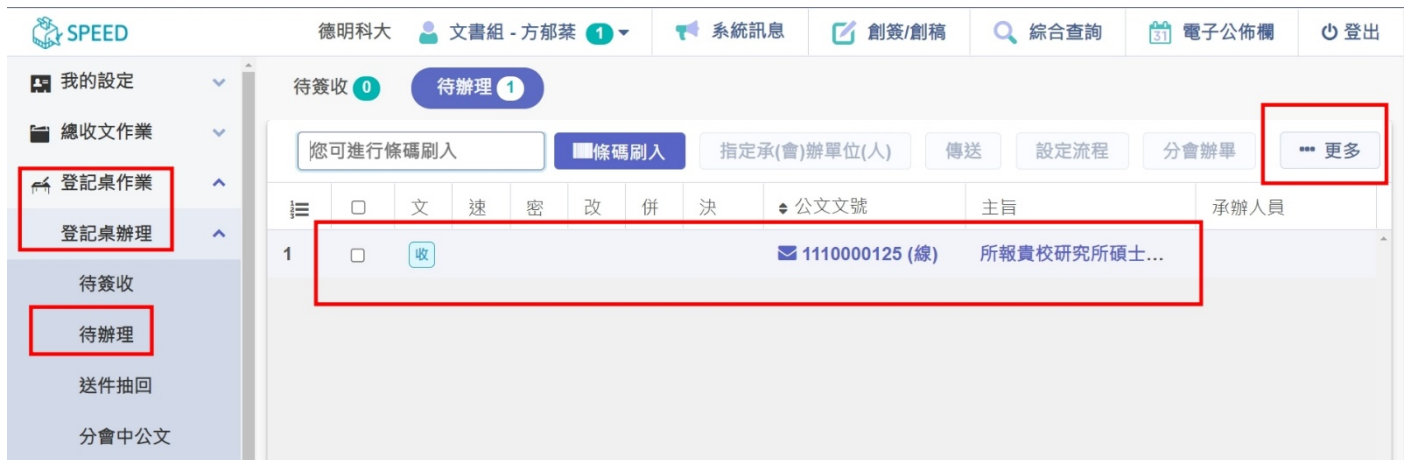 SPEED 德明科大 文書組 - 方郁菜 1 系統訊息 創簽/創稿 綜合查詢 31 電子公佈欄 登出
我的設定
總收文作業
登記桌作業
登記桌辦理
待簽收
待辦理
送件抽回
分會中公文
待簽收 0 待辦理 1
您可進行條碼刷入 條碼刷入 指定承(會)辦單位(人) 傳送 設定流程 分會辦畢 ··· 更多
文 速 密 改 併 決 公文文號 主旨 承辦人員
1 收 1110000125 (線) 所報貴校研究所碩士...